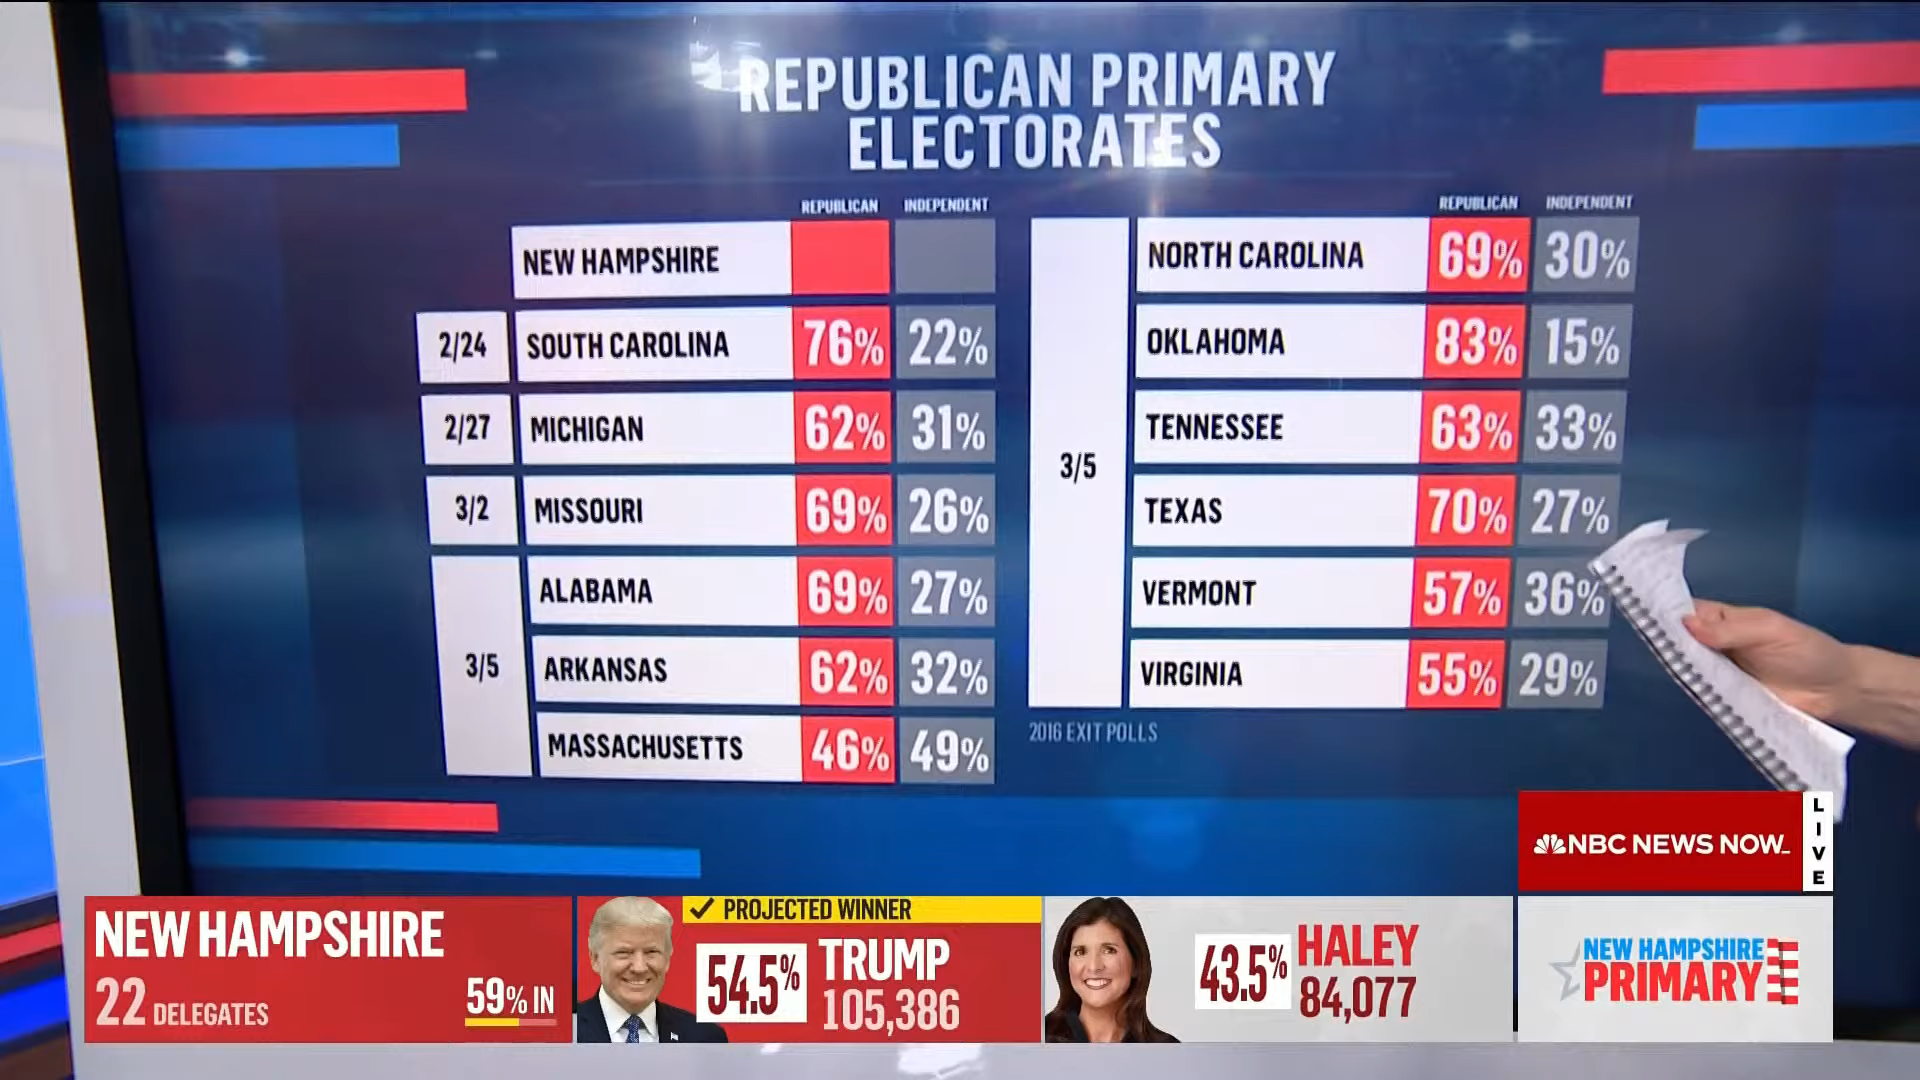 REPUBLICAN PRIMARY
ELECTORATES
REPUBLICAN INDEPENDENT
NEW HAMPSHIRE
2/24 SOUTH CAROLINA 76% 22%
2/27 MICHIGAN 62% 31%
3/2 MISSOURI 69% 26%
3/5
ALABAMA 69% 27%
ARKANSAS 62% 32%
MASSACHUSETTS 46% 49%
REPUBLICAN INDEPENDENT
3/5
NORTH CAROLINA 69% 30%
OKLAHOMA 83% 15%
TENNESSEE 63% 33%
TEXAS 70% 27%
VERMONT 57% 36%
VIRGINIA 55% 29%
2016 EXIT POLLS
NBC NEWS NOW
LIVE
NEW HAMPSHIRE
22 DELEGATES
59% IN
PROJECTED WINNER
54.5% TRUMP
105,386
43.5% HALEY
84,077
NEW HAMPSHIRE
PRIMARY